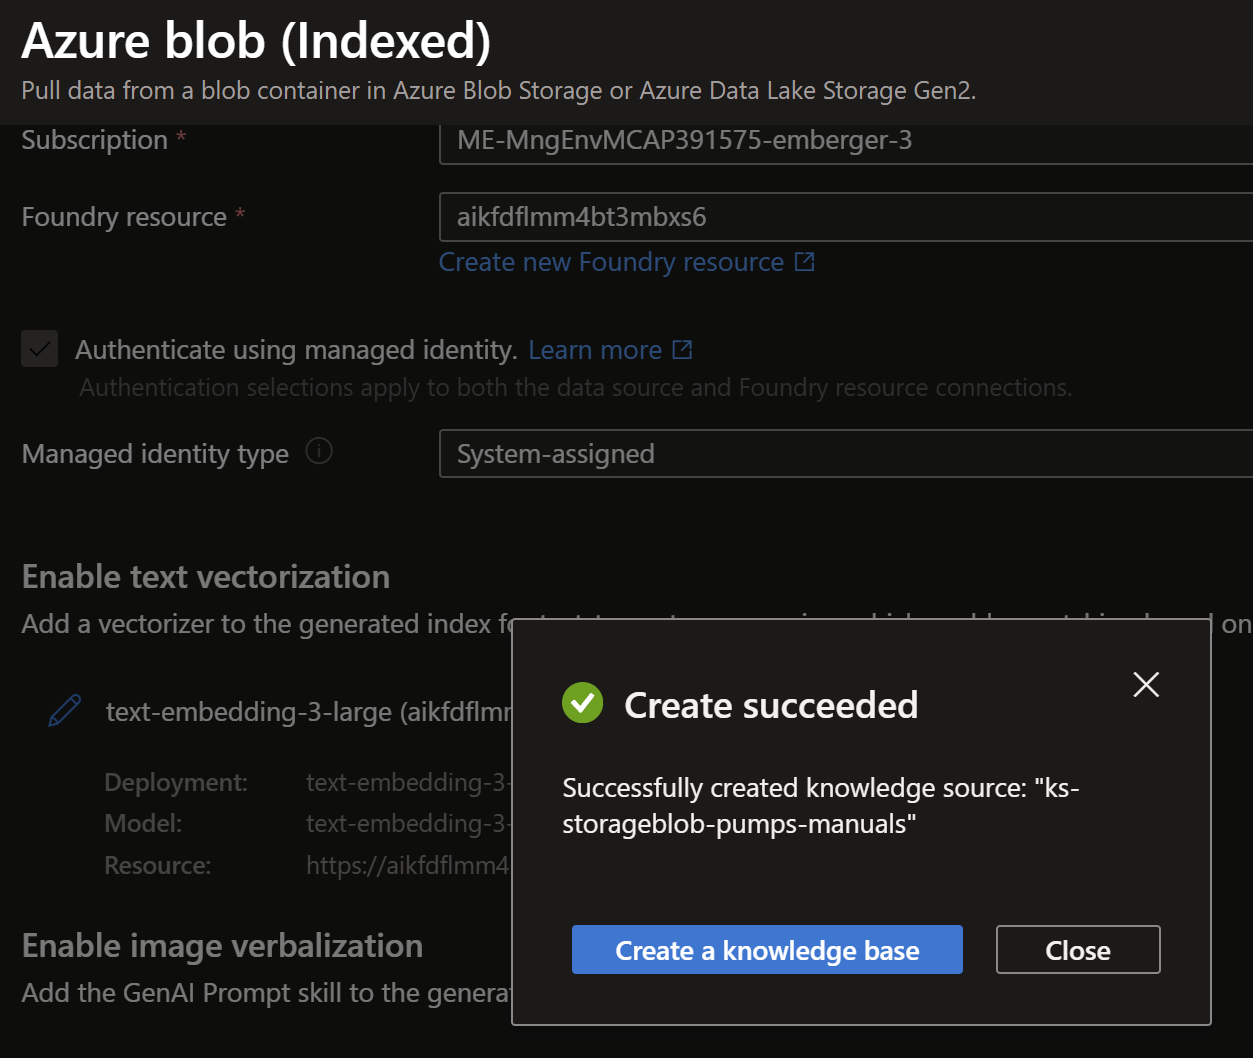 Azure blob (Indexed)
Pull data from a blob container in Azure Blob Storage or Azure Data Lake Storage Gen2.
Subscription * ME-MngEnvMCAP391575-emberger-3
Foundry resource * aikfdflmm4bt3mbxs6
Create new Foundry resource
Authenticate using managed identity. Learn more
Authentication selections apply to both the data source and Foundry resource connections.
Managed identity type System-assigned
Enable text vectorization
Add a vectorizer to the generated index on
text-embedding-3-large (aikfdflmm
Deployment: text-embedding-3-
Model: text-embedding-3-
Resource: https://aikfdflmm4
Enable image verbalization
Add the GenAI Prompt skill to the genera
Create succeeded
Successfully created knowledge source: "ks-
storageblob-pumps-manuals"
Create a knowledge base
Close